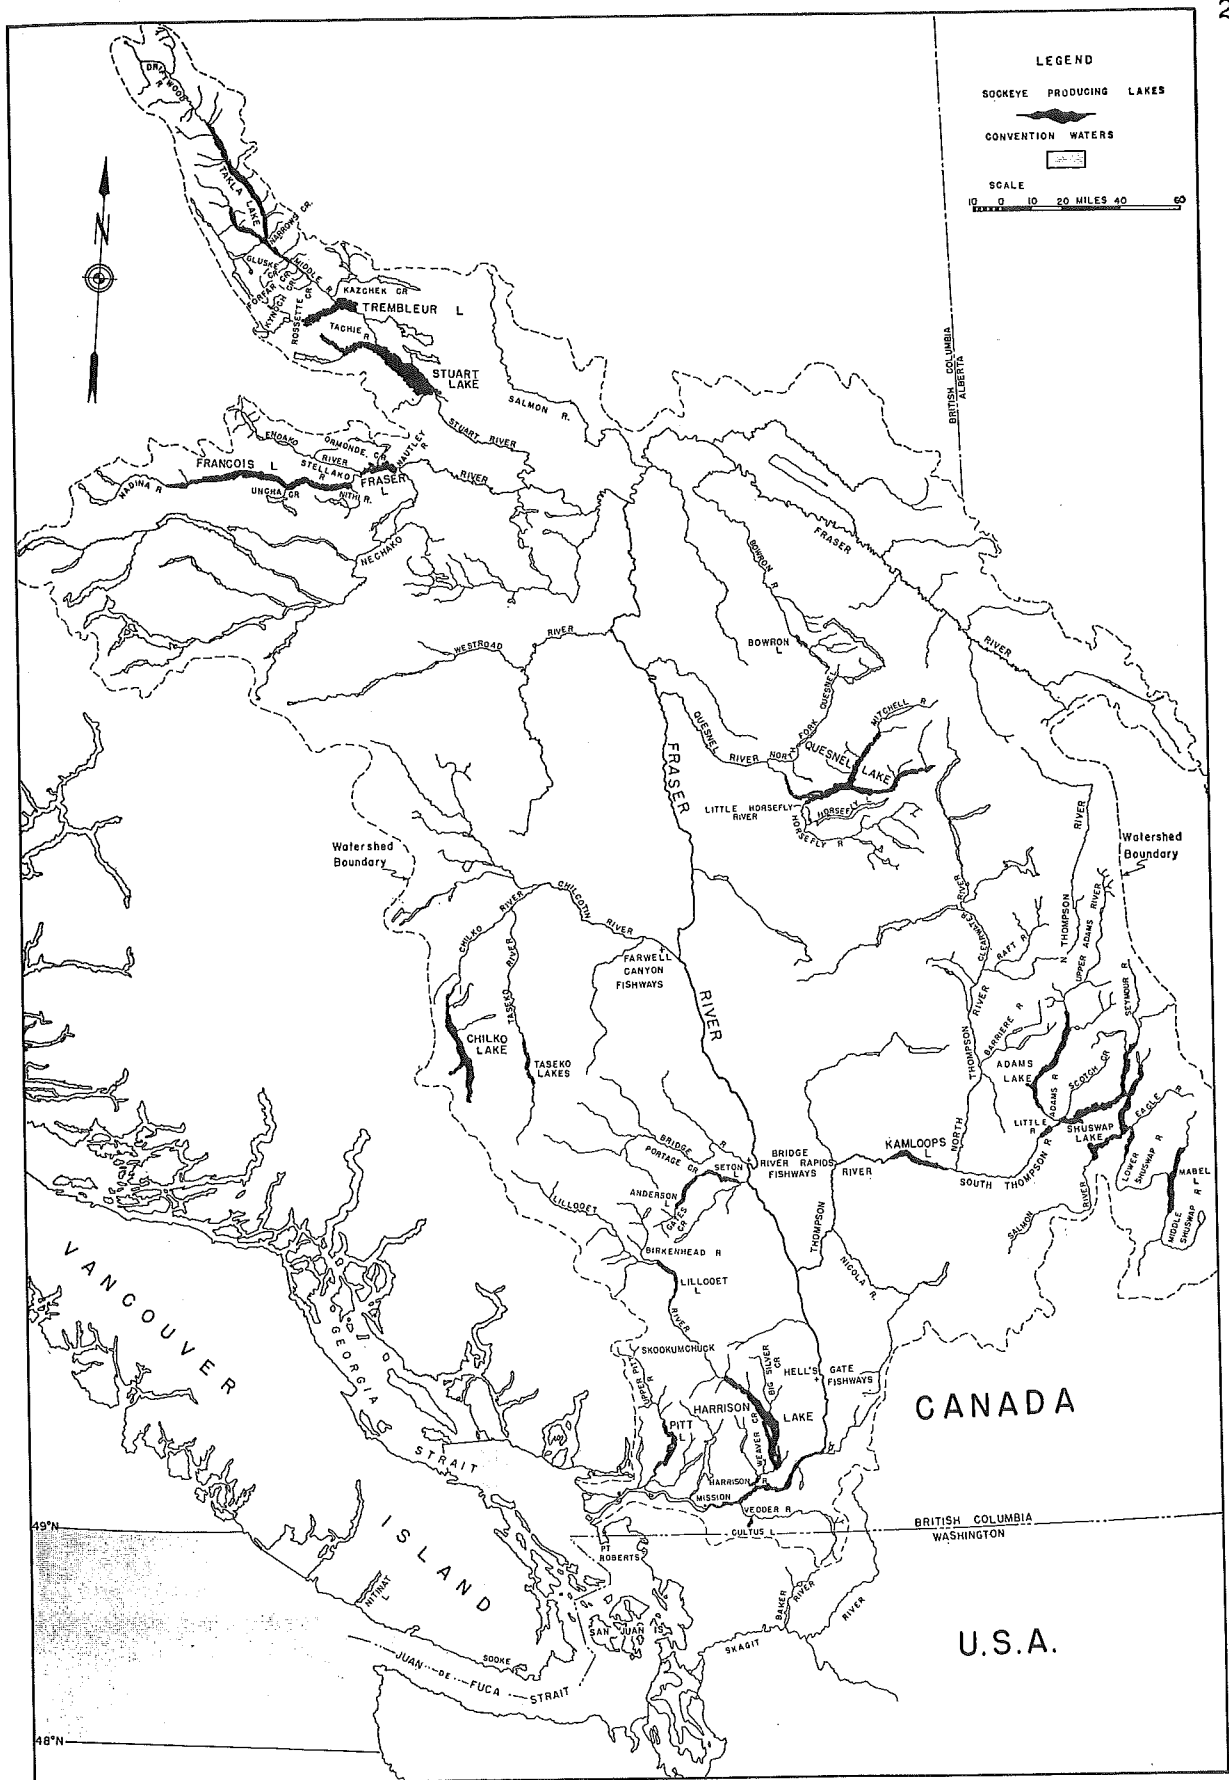 2
LEGEND
SOCKEYE PRODUCING LAKES
CONVENTION WATERS
SCALE
10 0 10 20 MILES 40 60
DRIFTWOOD
R
TAKLA LAKE
NARROWS CR.
GLUSKE
CR
MIDDLE R
FORFAR CR
KYNOCH CR
ROSSETTE CR
KAZCHEK CR
TREMBLEUR L
TACHIE R
STUART
LAKE
SALMON R.
STUART RIVER
N
BRITISH COLUMBIA
ALBERTA
ENDAKO
RIVER
ORMONDE CR
NAUTLEY
R
FRANCOIS L
STELLAKO
R
FRASER
L
RIVER
NADINA R
UNCHA CR
NITHI R.
NECHAKO
FRASER
RIVER
BOWRON R
BOWRON
L
WESTROAD
RIVER
QUESNEL
RIVER
NORTH
FORK QUESNEL
MITCHELL R
QUESNEL LAKE
LITTLE HORSEFLY
RIVER
HORSEFLY L
HORSEFLY R
FRASER
RIVER
Watershed
Boundary
Watershed
Boundary
CHILKO
RIVER
CHILCOTIN
RIVER
FARWELL
CANYON
FISHWAYS
TASEKO
RIVER
CHILKO
LAKE
TASEKO
LAKES
CLEARWATER
RIVER
RAFT R
N THOMPSON
RIVER
UPPER ADAMS RIVER
SEYMOUR R
NORTH
THOMPSON
RIVER
BARRIERE R
ADAMS
LAKE
ADAMS R
LITTLE
R
SCOTCH CR
SHUSWAP
LAKE
EAGLE R
KAMLOOPS
L
SOUTH THOMPSON R
LOWER
SHUSWAP R
MABEL
L
MIDDLE
SHUSWAP R
SALMON
RIVER
BRIDGE R
PORTAGE CR
SETON
L
BRIDGE
RIVER RAPIDS
FISHWAYS
RIVER
THOMPSON
ANDERSON
L
GATES
CR
LILLOOET
BIRKENHEAD R
LILLOOET
L
RIVER
NICOLA R.
SKOOKUMCHUCK
UPPER PITT
R
BIG SILVER
CR
HELL'S GATE
FISHWAYS
HARRISON LAKE
PITT
L
WEAVER CR
HARRISON R
MISSION
VEDDER R
CULTUS L
VANCOUVER
ISLAND
GEORGIA
STRAIT
CANADA
BRITISH COLUMBIA
WASHINGTON
49°N
PT
ROBERTS
NITINAT
L
SAN JUAN IS
BAKER
RIVER
SKAGIT
RIVER
SOOKE
JUAN DE FUCA STRAIT
U.S.A.
48°N